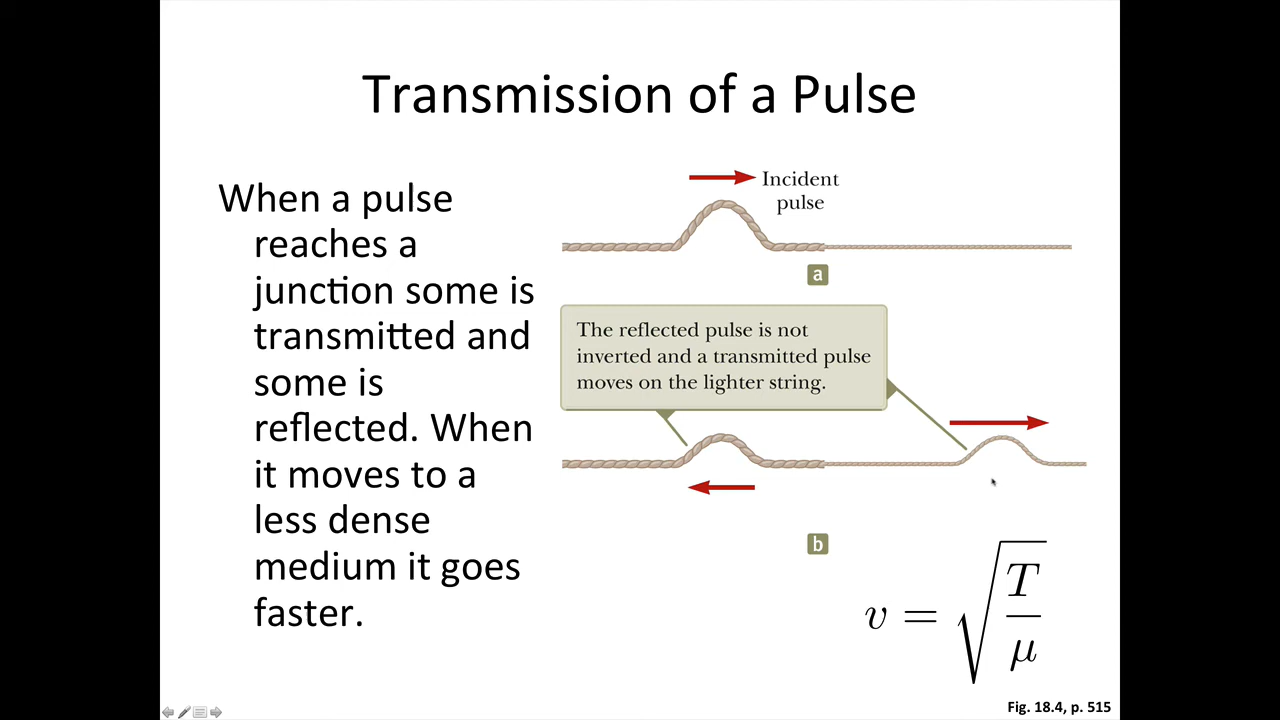 Transmission of a Pulse
When a pulse
reaches a
junction some is
transmitted and
some is
reflected. When
it moves to a
less dense
medium it goes
faster.
Incident
pulse
a
The reflected pulse is not
inverted and a transmitted pulse
moves on the lighter string.
b
v = √(T/μ)
Fig. 18.4, p. 515